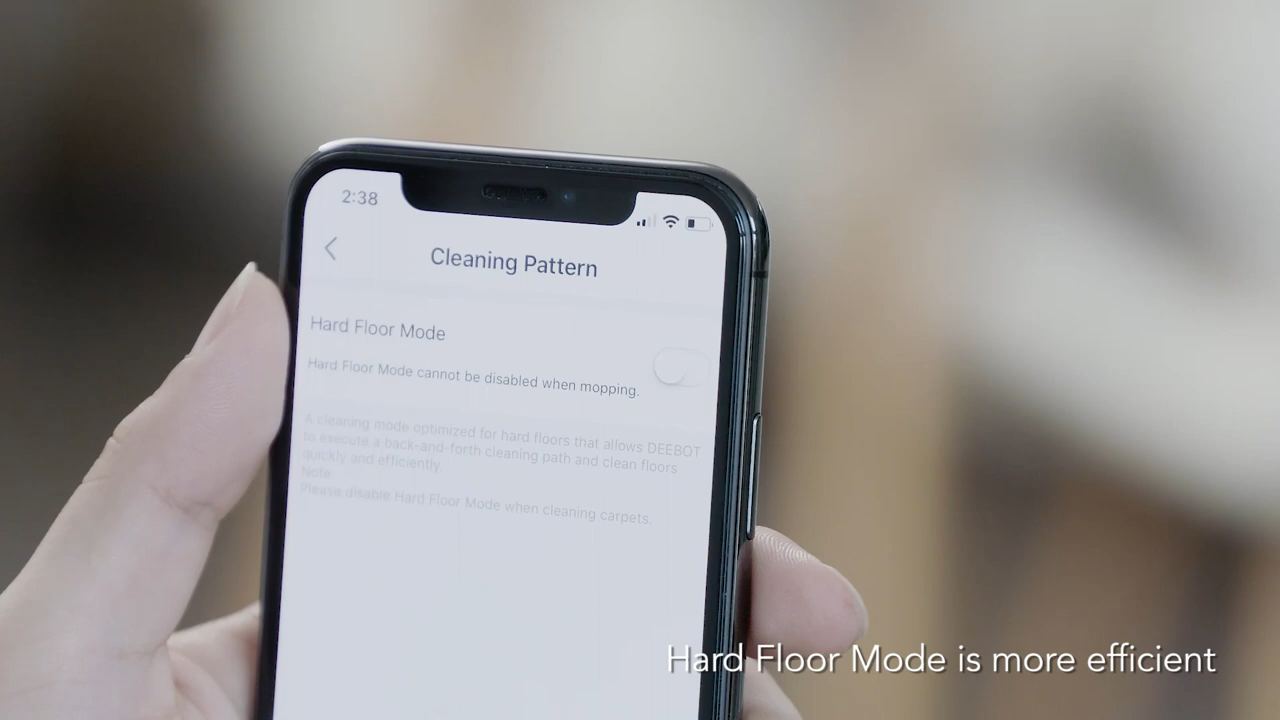 2:38
Cleaning Pattern
Hard Floor Mode
Hard Floor Mode cannot be disabled when mopping.
A cleaning mode optimized for hard floors that allows DEEBOT
to execute a back-and-forth cleaning path and clean floors
quickly and efficiently.
Note:
Please disable Hard Floor Mode when cleaning carpets.
Hard Floor Mode is more efficient